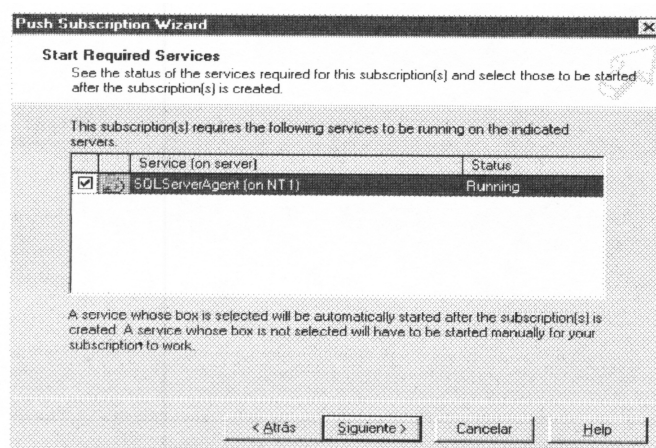 Push Subscription Wizard
Start Required Services
See the status of the services required for this subscription(s) and select those to be started
after the subscription(s) is created.
This subscription(s) requires the following services to be running on the indicated
servers.
Service (on server) Status
SQLServerAgent (on NT1) Running
A service whose box is selected will be automatically started after the subscription(s) is
created. A service whose box is not selected will have to be started manually for your
subscription to work.
< Atrás Siguiente > Cancelar Help